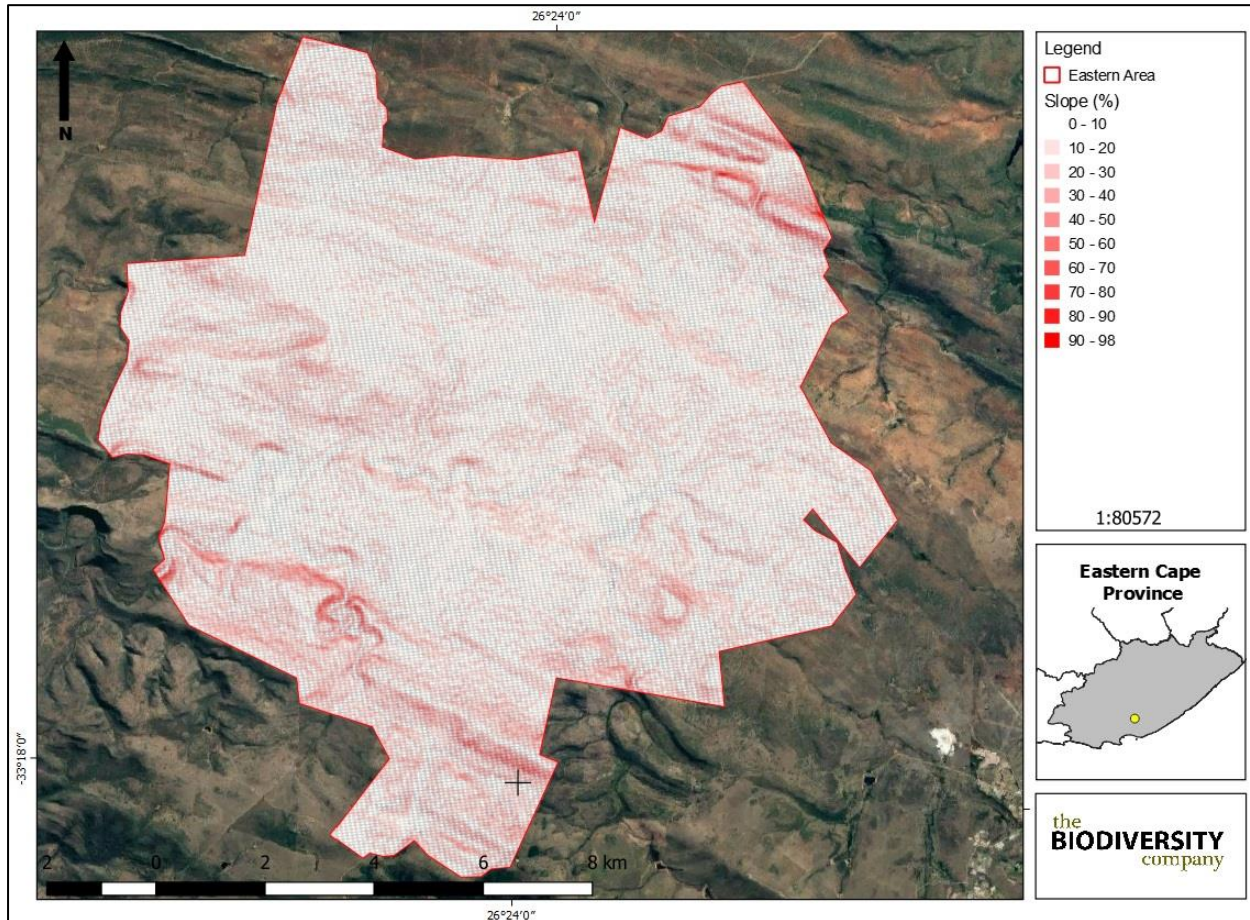 26°24′0″
N
-33°18′0″
2 0 2 4 6 8 km
26°24′0″
Legend
Eastern Area
Slope (%)
0 - 10
10 - 20
20 - 30
30 - 40
40 - 50
50 - 60
60 - 70
70 - 80
80 - 90
90 - 98
1:80572
Eastern Cape
Province
the
BIODIVERSITY
company